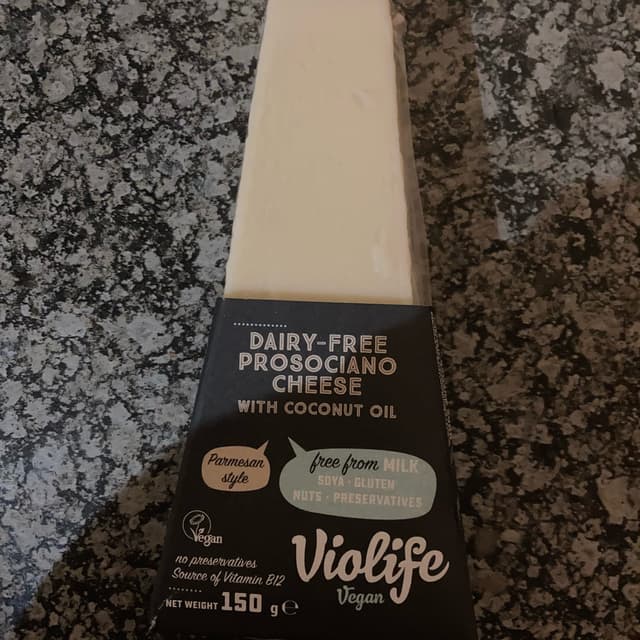 DAIRY-FREE
PROSOCIANO
CHEESE
WITH COCONUT OIL
Parmesan
style
free from MILK
SOYA · GLUTEN
NUTS · PRESERVATIVES
Vegan
no preservatives
Source of Vitamin B12
NET WEIGHT 150 g ℮
Violife
Vegan